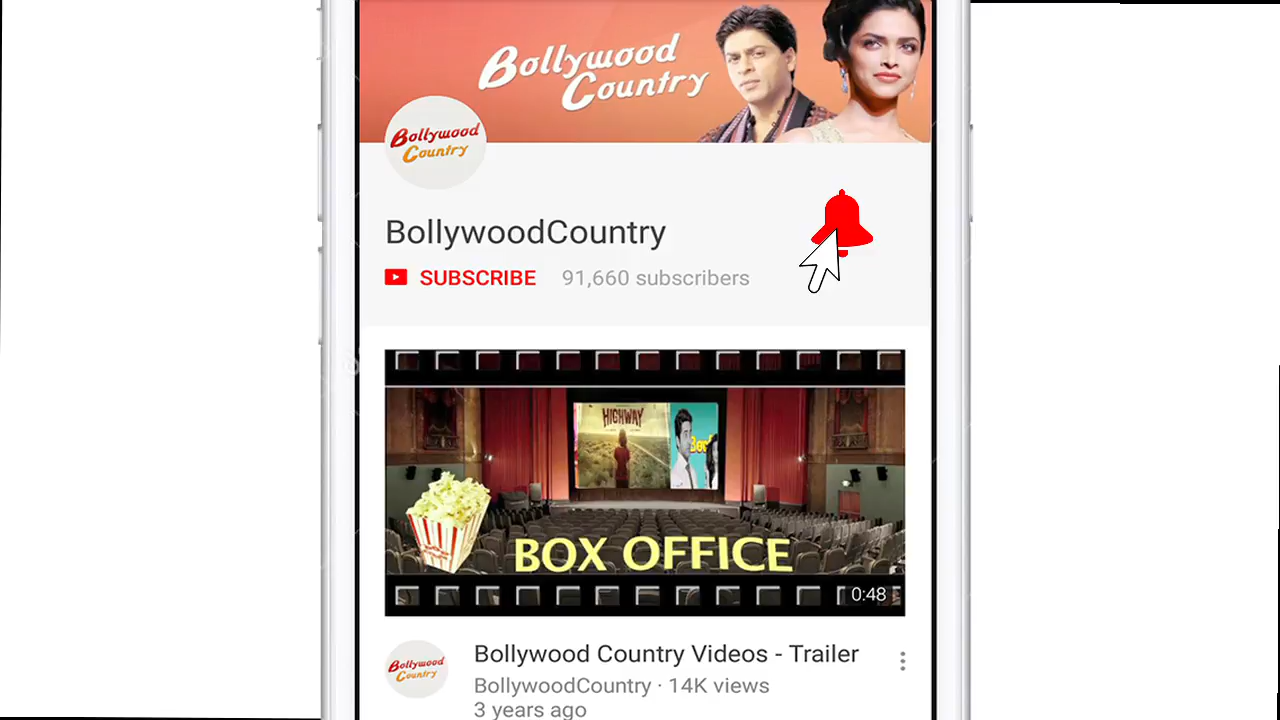 Bollywood
Country
Bollywood
Country
BollywoodCountry
SUBSCRIBE 91,660 subscribers
HIGHWAY
BOX OFFICE
0:48
Bollywood
Country
Bollywood Country Videos - Trailer
BollywoodCountry · 14K views
3 years ago